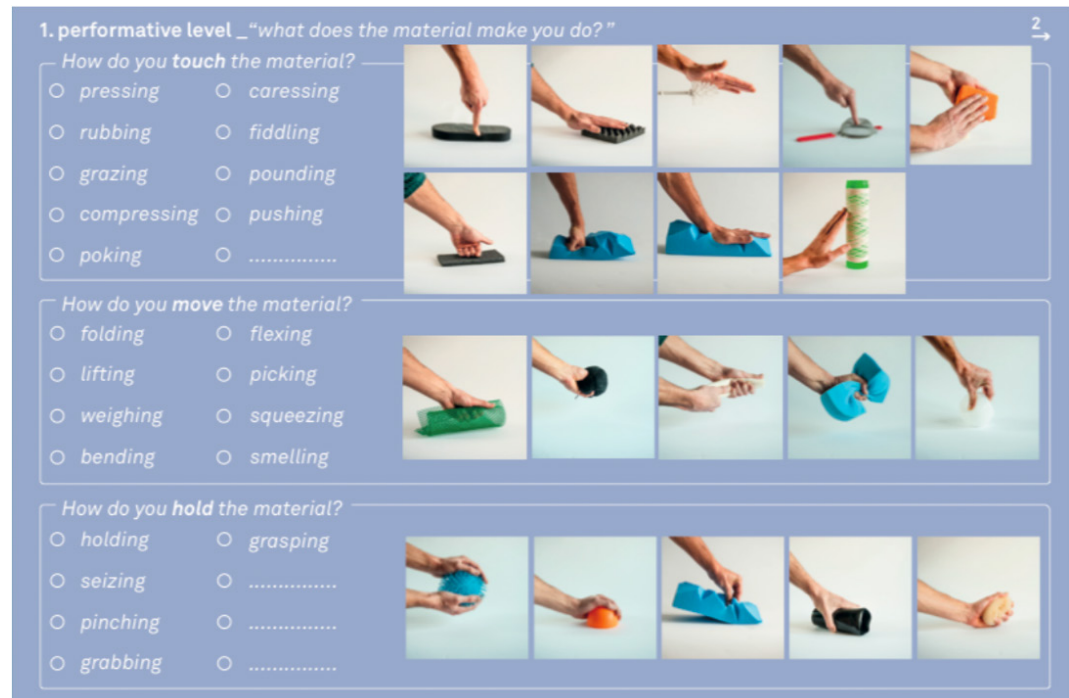 1. performative level _“what does the material make you do?”
2
How do you touch the material?
pressing
caressing
rubbing
fiddling
grazing
pounding
compressing
pushing
poking
...............
How do you move the material?
folding
flexing
lifting
picking
weighing
squeezing
bending
smelling
How do you hold the material?
holding
grasping
seizing
...............
pinching
...............
grabbing
...............